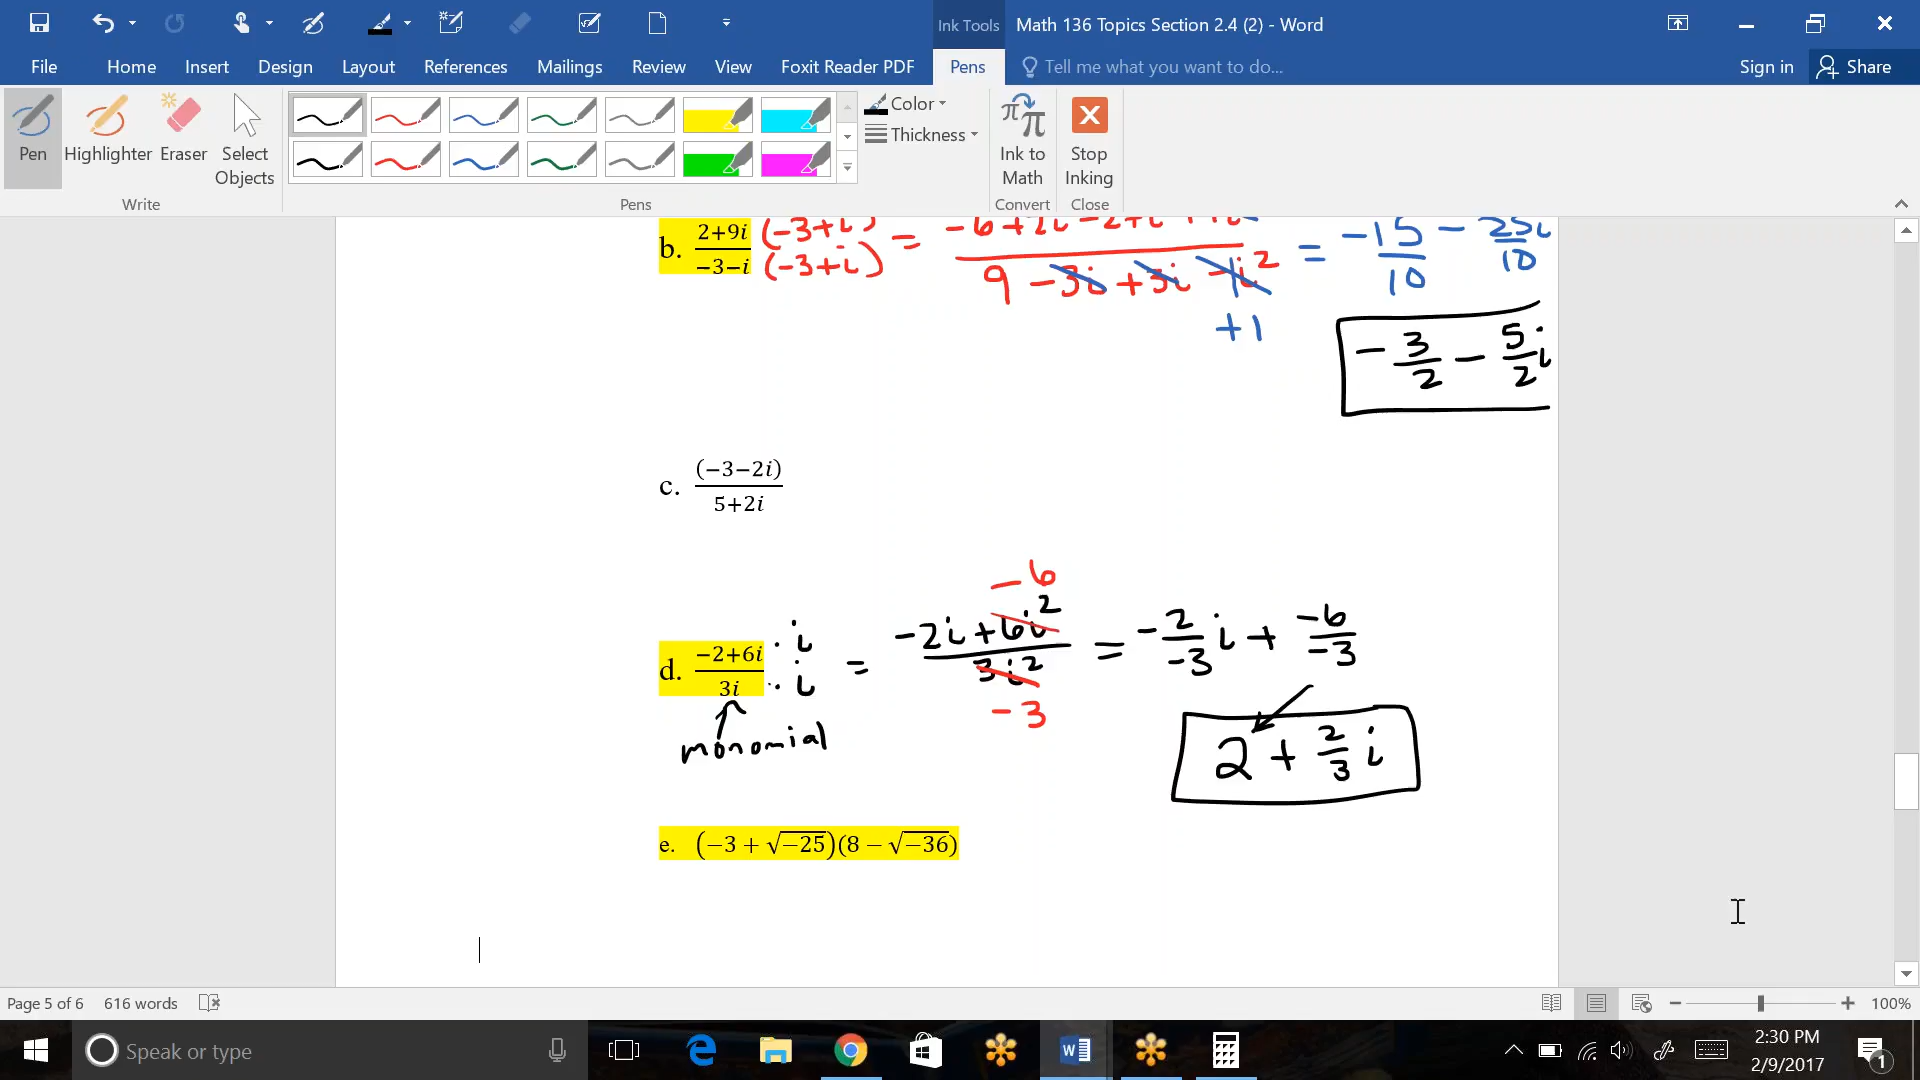 Ink Tools
Math 136 Topics Section 2.4 (2) - Word
File Home Insert Design Layout References Mailings Review View Foxit Reader PDF Pens Tell me what you want to do... Sign in Share
Pen Highlighter Eraser Select Objects
Color
Thickness
Ink to Math
Stop Inking
Write Pens Convert Close
b. (2+9i)/(−3−i) (−3+i)/(−3+i) = /(9 −3i +3i −1i²) = −15/10 − 25i/10
+1
−3/2 − 5/2 i
c. (−3−2i)/(5+2i)
−6
d. (−2+6i)/(3i) · i/· i = (−2i+6i²)/(3i²) = −2/−3 i + −6/−3
−3
monomial
2 + 2/3 i
e. (−3 + √−25)(8 − √−36)
Page 5 of 6 616 words 100%
Speak or type
2:30 PM
2/9/2017
1